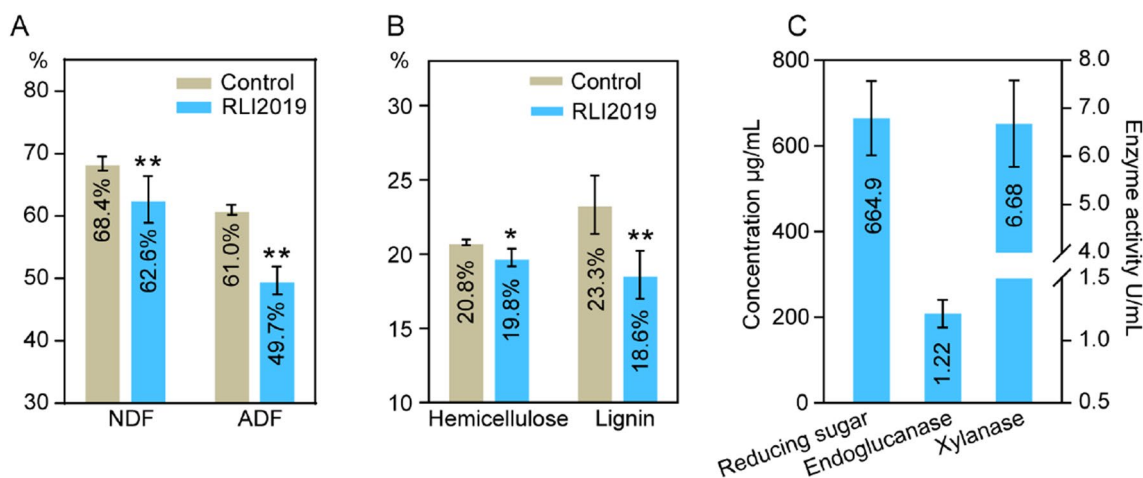 A
%
80
70
60
50
40
30
Control
RLI2019
**
**
68.4%
62.6%
61.0%
49.7%
NDF
ADF
B
%
30
25
20
15
10
Control
RLI2019
*
**
20.8%
19.8%
23.3%
18.6%
Hemicellulose
Lignin
C
Concentration µg/mL
800
600
400
200
0
664.9
1.22
6.68
8.0
7.0
6.0
5.0
4.0
1.5
1.0
0.5
Enzyme activity U/mL
Reducing sugar
Endoglucanase
Xylanase